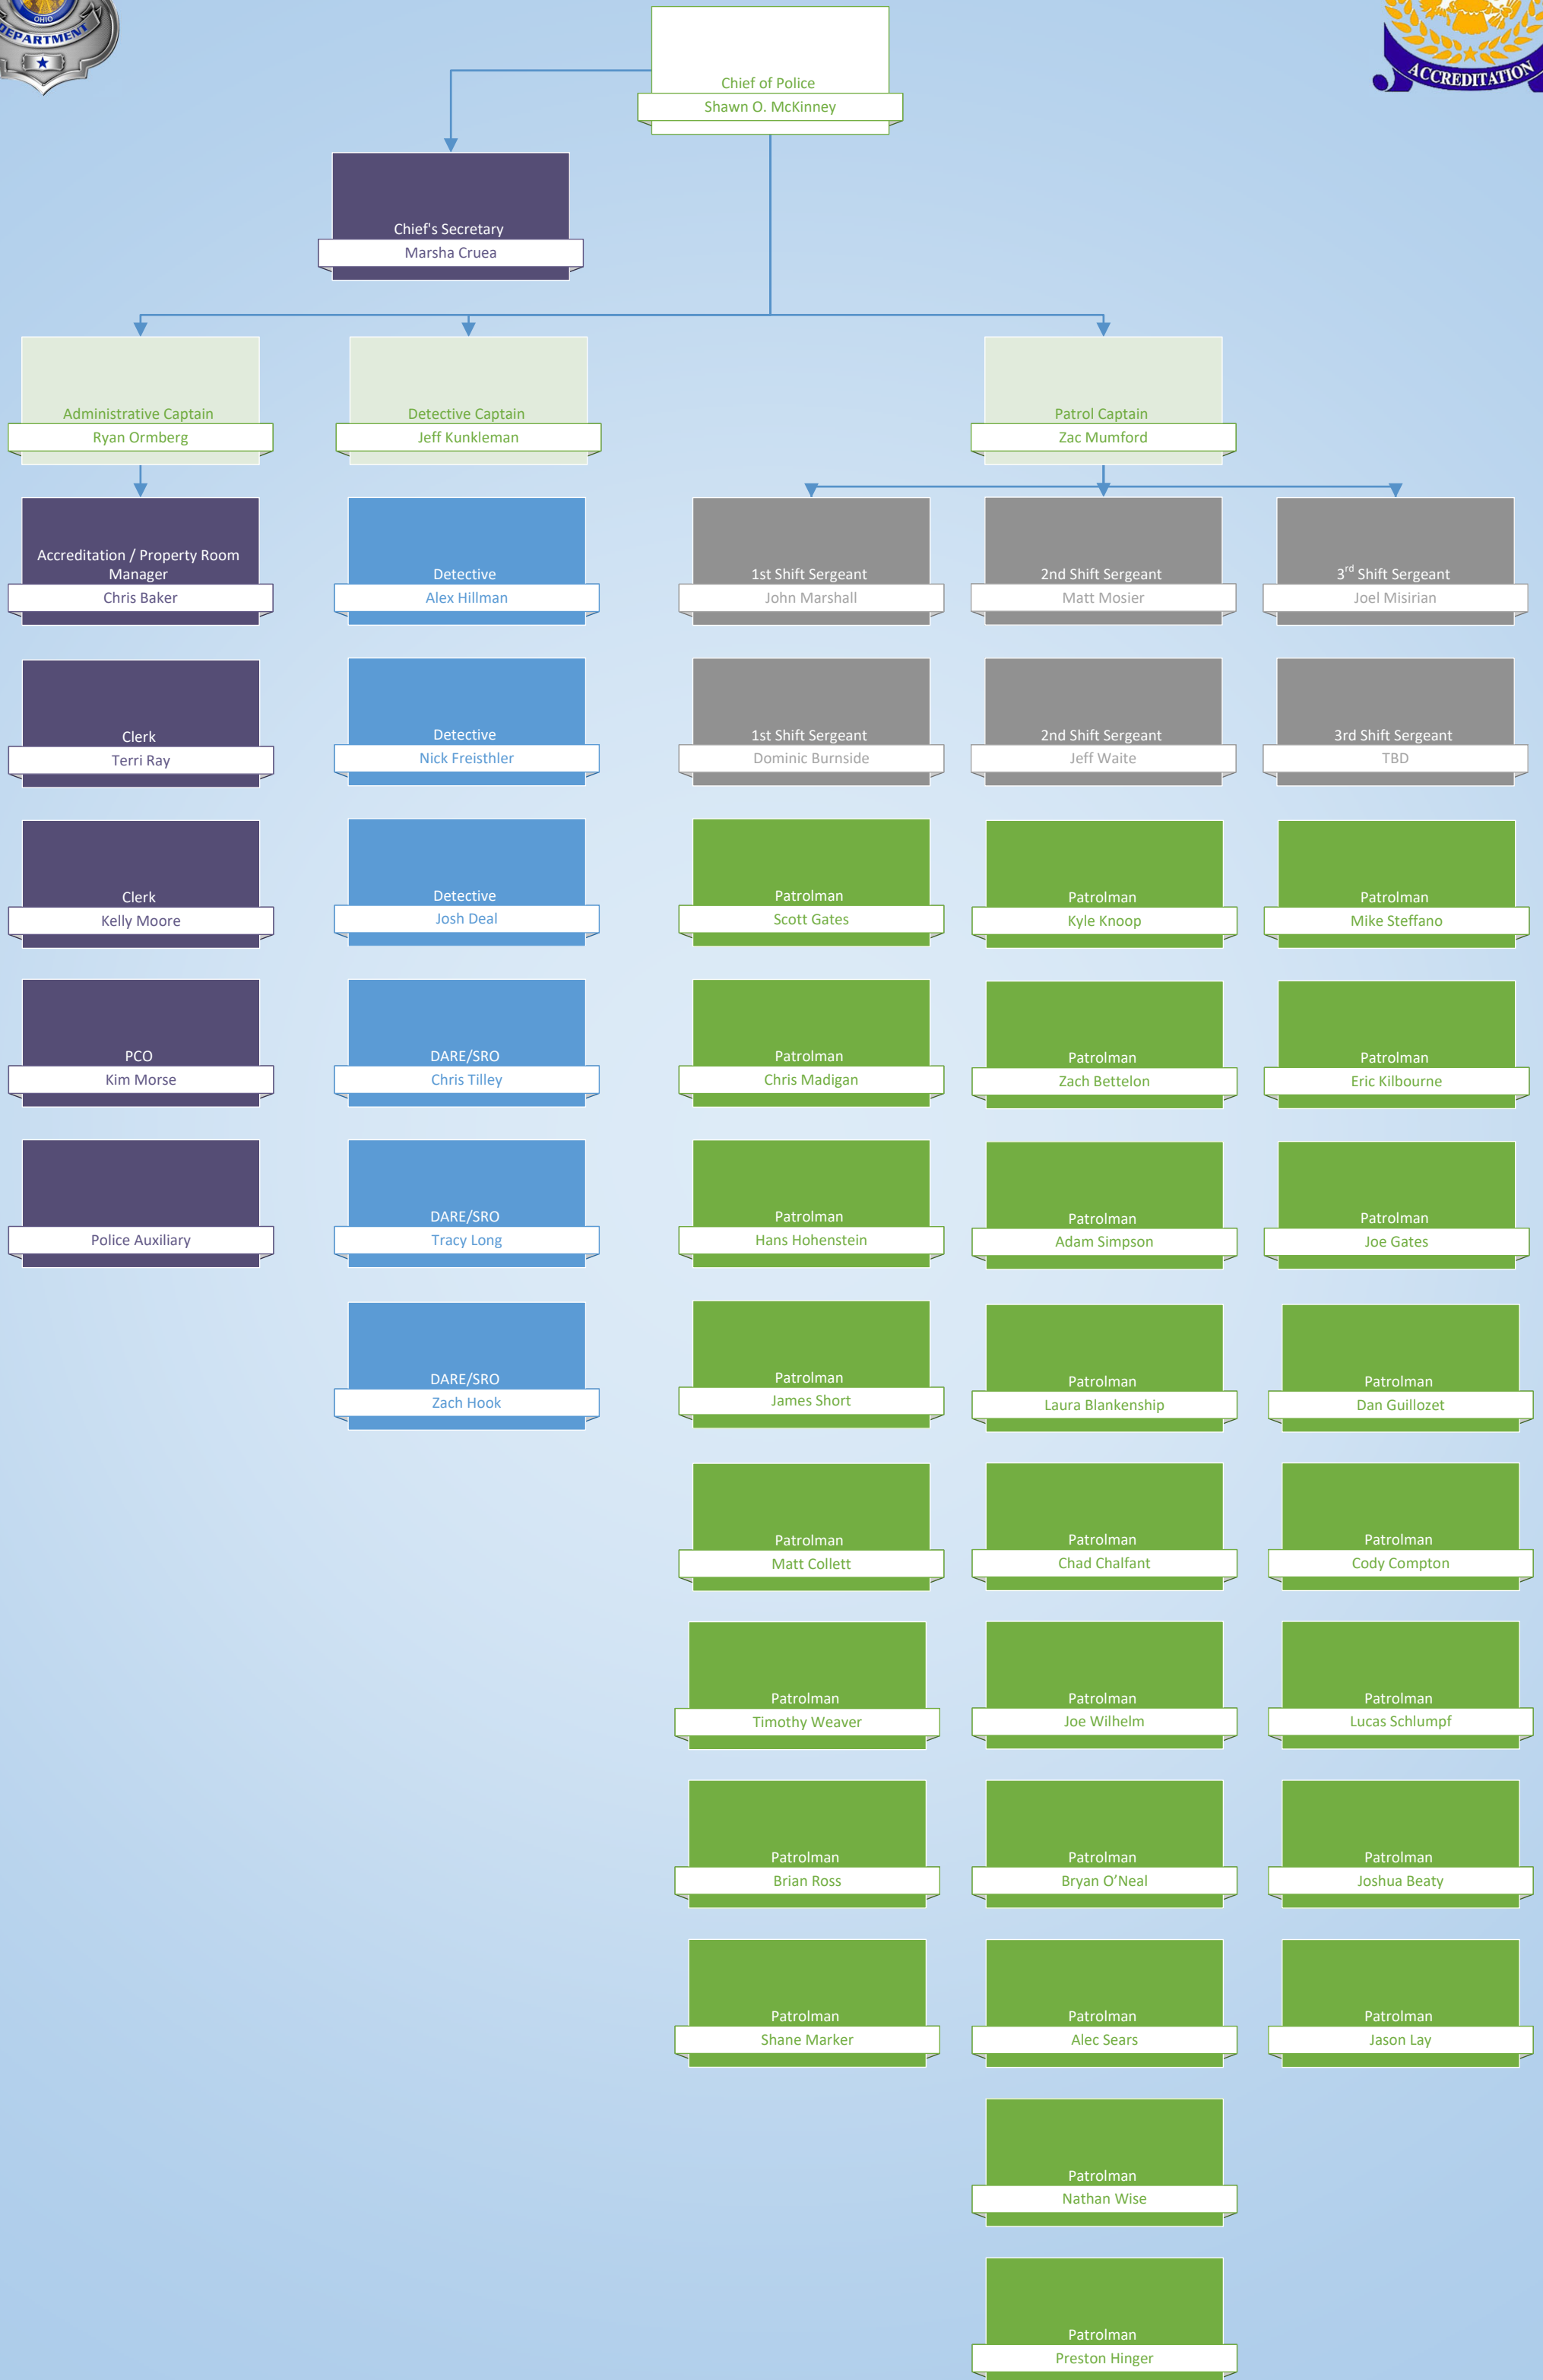 OHIO
DEPARTMENT
ACCREDITATION
Chief of Police
Shawn O. McKinney
Chief's Secretary
Marsha Cruea
Administrative Captain
Ryan Ormberg
Detective Captain
Jeff Kunkleman
Patrol Captain
Zac Mumford
Accreditation / Property Room
Manager
Chris Baker
Detective
Alex Hillman
1st Shift Sergeant
John Marshall
2nd Shift Sergeant
Matt Mosier
3rd Shift Sergeant
Joel Misirian
Clerk
Terri Ray
Detective
Nick Freisthler
1st Shift Sergeant
Dominic Burnside
2nd Shift Sergeant
Jeff Waite
3rd Shift Sergeant
TBD
Clerk
Kelly Moore
Detective
Josh Deal
Patrolman
Scott Gates
Patrolman
Kyle Knoop
Patrolman
Mike Steffano
PCO
Kim Morse
DARE/SRO
Chris Tilley
Patrolman
Chris Madigan
Patrolman
Zach Bettelon
Patrolman
Eric Kilbourne
Police Auxiliary
DARE/SRO
Tracy Long
Patrolman
Hans Hohenstein
Patrolman
Adam Simpson
Patrolman
Joe Gates
DARE/SRO
Zach Hook
Patrolman
James Short
Patrolman
Laura Blankenship
Patrolman
Dan Guillozet
Patrolman
Matt Collett
Patrolman
Chad Chalfant
Patrolman
Cody Compton
Patrolman
Timothy Weaver
Patrolman
Joe Wilhelm
Patrolman
Lucas Schlumpf
Patrolman
Brian Ross
Patrolman
Bryan O’Neal
Patrolman
Joshua Beaty
Patrolman
Shane Marker
Patrolman
Alec Sears
Patrolman
Jason Lay
Patrolman
Nathan Wise
Patrolman
Preston Hinger